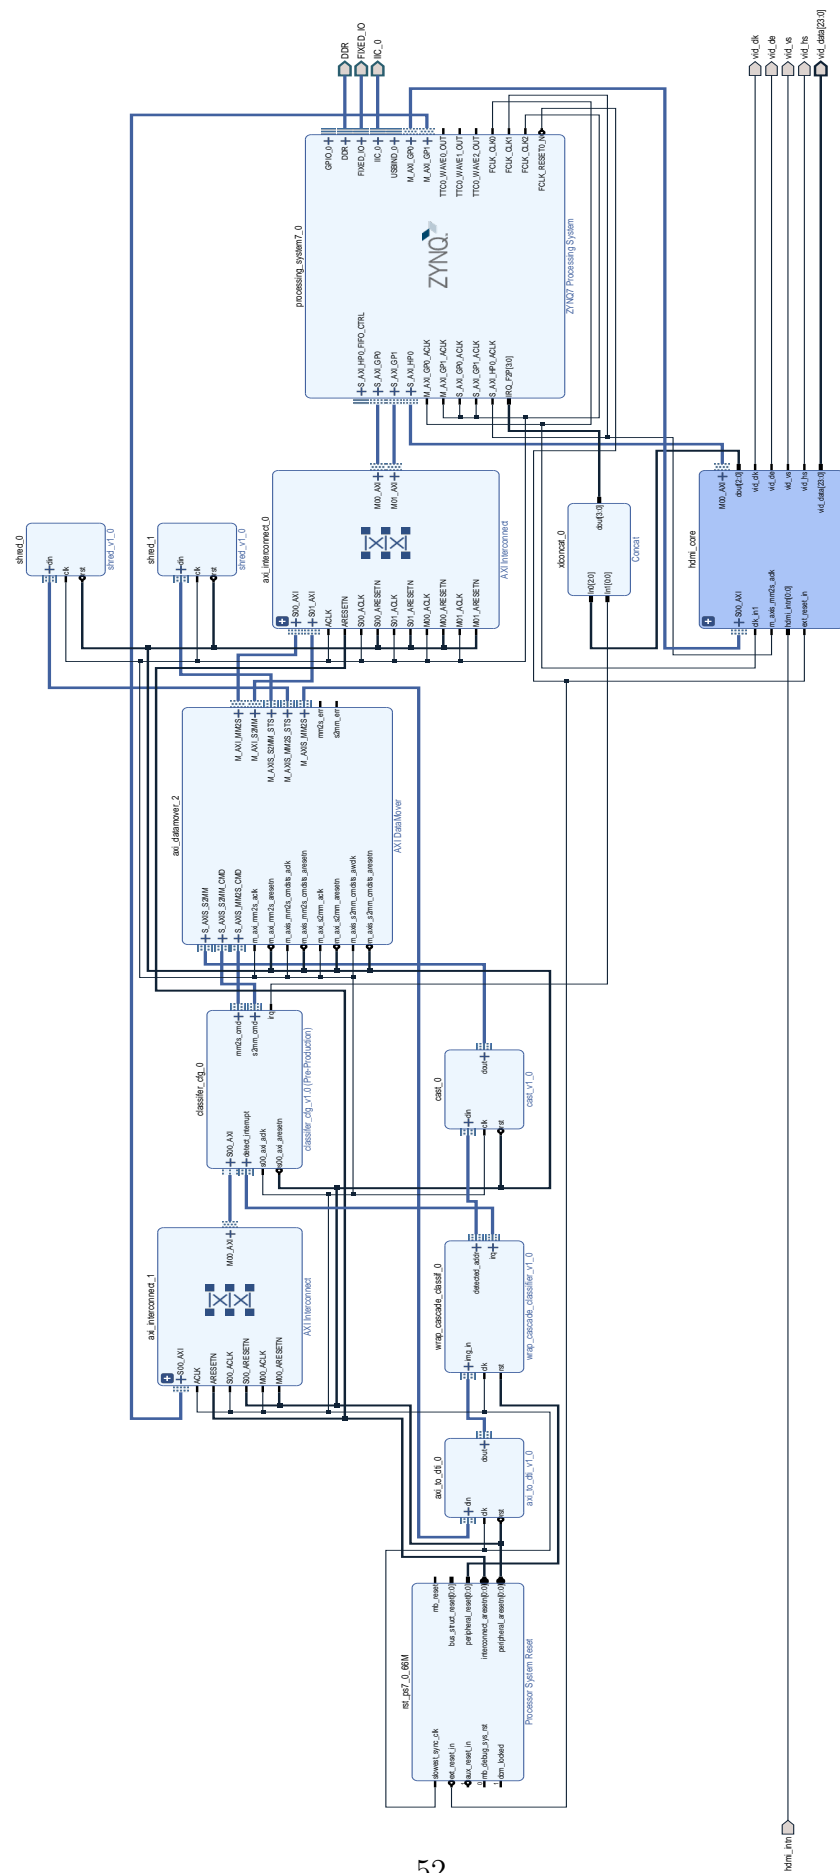 DDR
FIXED_IO
IIC_0
vid_clk
vid_de
vid_vs
vid_hs
vid_data[23:0]
processing_system7_0
GPIO_0
DDR
FIXED_IO
IIC_0
USBIND_0
M_AXI_GP0
M_AXI_GP1
TTC0_WAVE0_OUT
TTC0_WAVE1_OUT
TTC0_WAVE2_OUT
FCLK_CLK0
FCLK_CLK1
FCLK_CLK2
FCLK_RESET0_N
ZYNQ
S_AXI_HP0_FIFO_CTRL
S_AXI_GP0
S_AXI_GP1
S_AXI_HP0
M_AXI_GP0_ACLK
M_AXI_GP1_ACLK
S_AXI_GP0_ACLK
S_AXI_GP1_ACLK
S_AXI_HP0_ACLK
IRQ_F2P[3:0]
ZYNQ7 Processing System
shred_0
din
clk
rst
shred_v1_0
shred_1
din
clk
rst
shred_v1_0
axi_interconnect_0
M00_AXI
M01_AXI
S00_AXI
S01_AXI
ACLK
ARESETN
S00_ACLK
S00_ARESETN
S01_ACLK
S01_ARESETN
M00_ACLK
M00_ARESETN
M01_ACLK
M01_ARESETN
AXI Interconnect
xlconcat_0
dout[3:0]
In0[2:0]
In1[0:0]
Concat
hdmi_core
M00_AXI
dout[2:0]
vid_clk
vid_de
vid_vs
vid_hs
vid_data[23:0]
S00_AXI
clk_in1
m_axis_mm2s_aclk
hdmi_intn[0:0]
ext_reset_in
axi_datamover_2
M_AXI_MM2S
M_AXI_S2MM
M_AXIS_S2MM_STS
M_AXIS_MM2S_STS
M_AXIS_MM2S
mm2s_err
s2mm_err
S_AXIS_S2MM
S_AXIS_S2MM_CMD
S_AXIS_MM2S_CMD
m_axi_mm2s_aclk
m_axi_mm2s_aresetn
m_axis_mm2s_cmdsts_aclk
m_axis_mm2s_cmdsts_aresetn
m_axi_s2mm_aclk
m_axi_s2mm_aresetn
m_axis_s2mm_cmdsts_awclk
m_axis_s2mm_cmdsts_aresetn
AXI DataMover
classifer_cfg_0
mm2s_cmd
s2mm_cmd
irq
S00_AXI
detect_interrupt
s00_axi_aclk
s00_axi_aresetn
classifer_cfg_v1.0 (Pre-Production)
cast_0
dout
din
clk
rst
cast_v1_0
axi_interconnect_1
M00_AXI
S00_AXI
ACLK
ARESETN
S00_ACLK
S00_ARESETN
M00_ACLK
M00_ARESETN
AXI Interconnect
wrap_cascade_classif_0
detected_addr
irq
img_in
clk
rst
wrap_cascade_classifier_v1_0
axi_to_dti_0
dout
din
clk
rst
axi_to_dti_v1_0
rst_ps7_0_66M
mb_reset
bus_struct_reset[0:0]
peripheral_reset[0:0]
interconnect_aresetn[0:0]
peripheral_aresetn[0:0]
slowest_sync_clk
ext_reset_in
aux_reset_in
mb_debug_sys_rst
dcm_locked
Processor System Reset
hdmi_intn
52